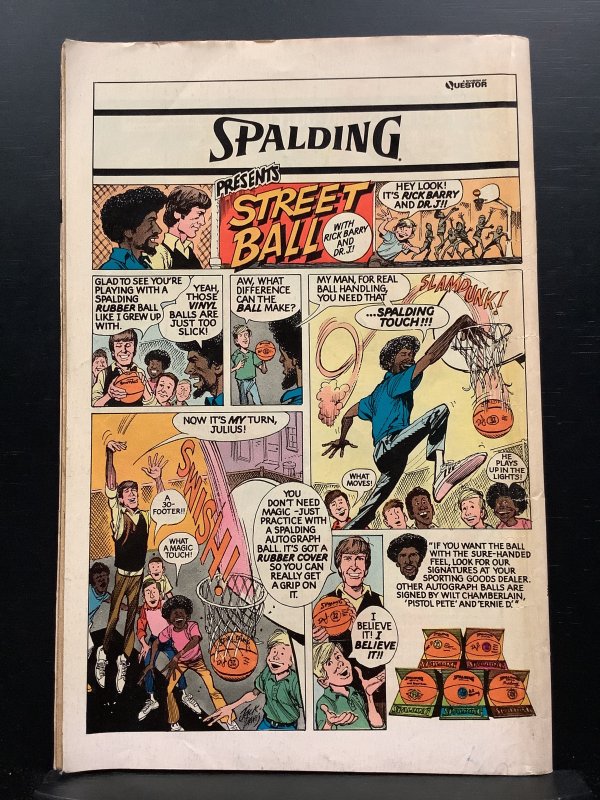 A DIVISION OF
QUESTOR
SPALDING
PRESENTS
STREET
BALL
WITH
RICK BARRY
AND
DR. J!
HEY LOOK!
IT'S RICK BARRY
AND DR. J!!
GLAD TO SEE YOU'RE
PLAYING WITH A
SPALDING
RUBBER BALL
LIKE I GREW UP
WITH.
YEAH,
THOSE
VINYL
BALLS ARE
JUST TOO
SLICK!
AW, WHAT
DIFFERENCE
CAN THE
BALL MAKE?
MY MAN, FOR REAL
BALL HANDLING,
YOU NEED THAT
...SPALDING
TOUCH!!!
SLAMDUNK!
WHAT
MOVES!
HE
PLAYS
UP IN THE
LIGHTS!
NOW IT'S MY TURN,
JULIUS!
A
30-
FOOTER!!
WHAT
A MAGIC
TOUCH!
SWISH!
YOU
DON'T NEED
MAGIC - JUST
PRACTICE WITH
A SPALDING
AUTOGRAPH
BALL. IT'S GOT A
RUBBER COVER
SO YOU CAN
REALLY GET
A GRIP ON
IT.
SPALDING
I
BELIEVE
IT! I
BELIEVE
IT!!
"IF YOU WANT THE BALL
WITH THE SURE-HANDED
FEEL, LOOK FOR OUR
SIGNATURES AT YOUR
SPORTING GOODS DEALER.
OTHER AUTOGRAPH BALLS ARE
SIGNED BY WILT CHAMBERLAIN,
'PISTOL PETE' AND 'ERNIE D.'"
SPALDING